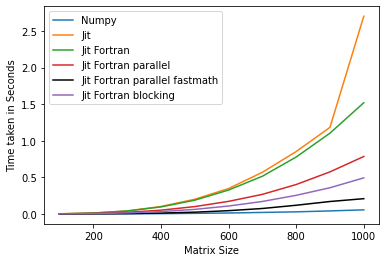 Numpy
Jit
Jit Fortran
Jit Fortran parallel
Jit Fortran parallel fastmath
Jit Fortran blocking
Time taken in Seconds
2.5
2.0
1.5
1.0
0.5
0.0
200 400 600 800 1000
Matrix Size